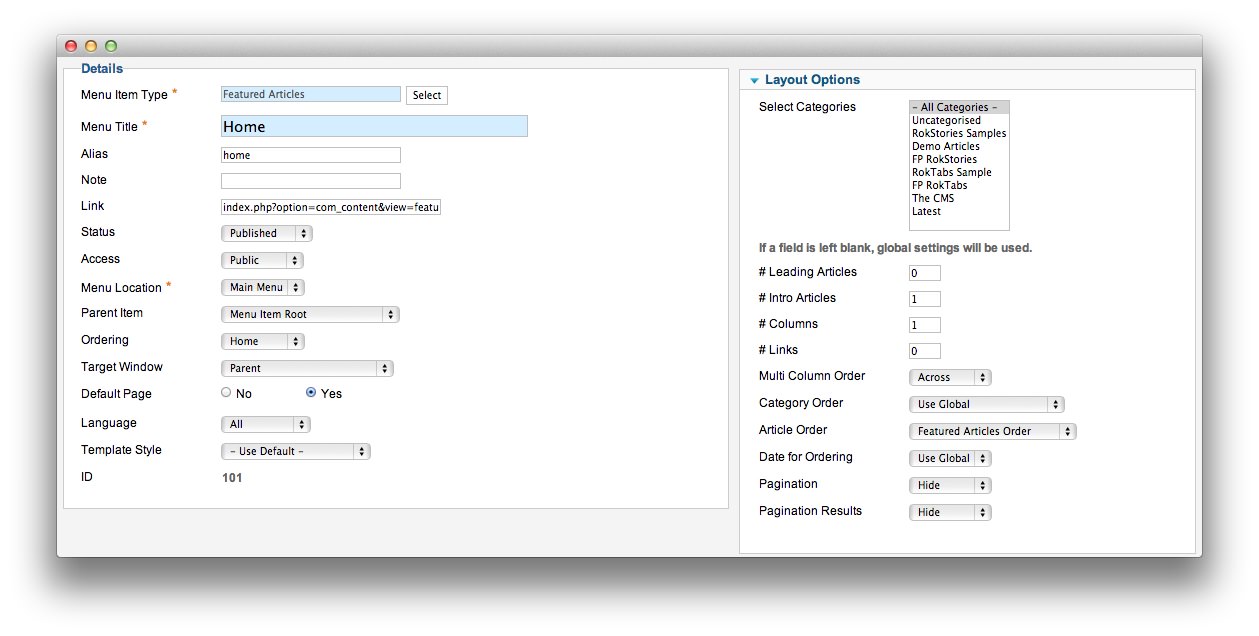 Details
Menu Item Type *
Featured Articles
Select
Menu Title *
Home
Alias
home
Note
Link
index.php?option=com_content&view=featu
Status
Published
Access
Public
Menu Location *
Main Menu
Parent Item
Menu Item Root
Ordering
Home
Target Window
Parent
Default Page
No
Yes
Language
All
Template Style
- Use Default -
ID
101
Layout Options
Select Categories
- All Categories -
Uncategorised
RokStories Samples
Demo Articles
FP RokStories
RokTabs Sample
FP RokTabs
The CMS
Latest
If a field is left blank, global settings will be used.
# Leading Articles
0
# Intro Articles
1
# Columns
1
# Links
0
Multi Column Order
Across
Category Order
Use Global
Article Order
Featured Articles Order
Date for Ordering
Use Global
Pagination
Hide
Pagination Results
Hide